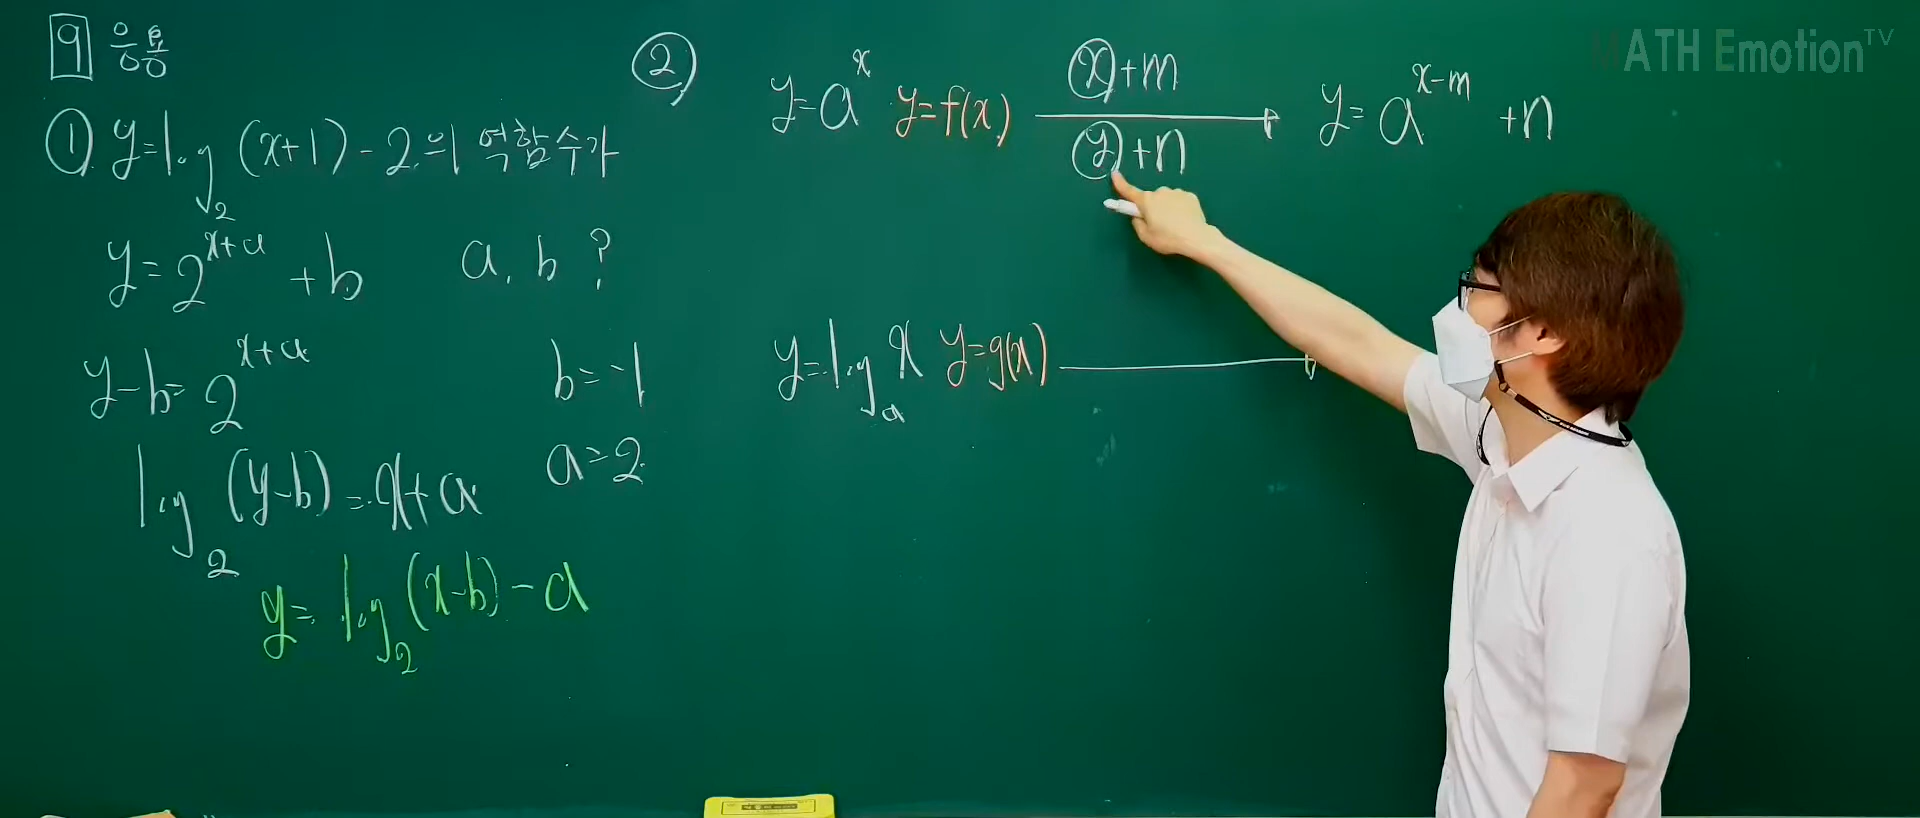 MATH Emotion TV
9 응용
① y=log₂(x+1)-2의 역함수가
y=2^(x+a) +b a, b ?
y-b=2^(x+a)
log₂(y-b)=x+a
y=log₂(x-b)-a
b=-1
a=2
② y=a^x y=f(x) x+m y+n y=a^(x-m) +n
y=logₐx y=g(x)